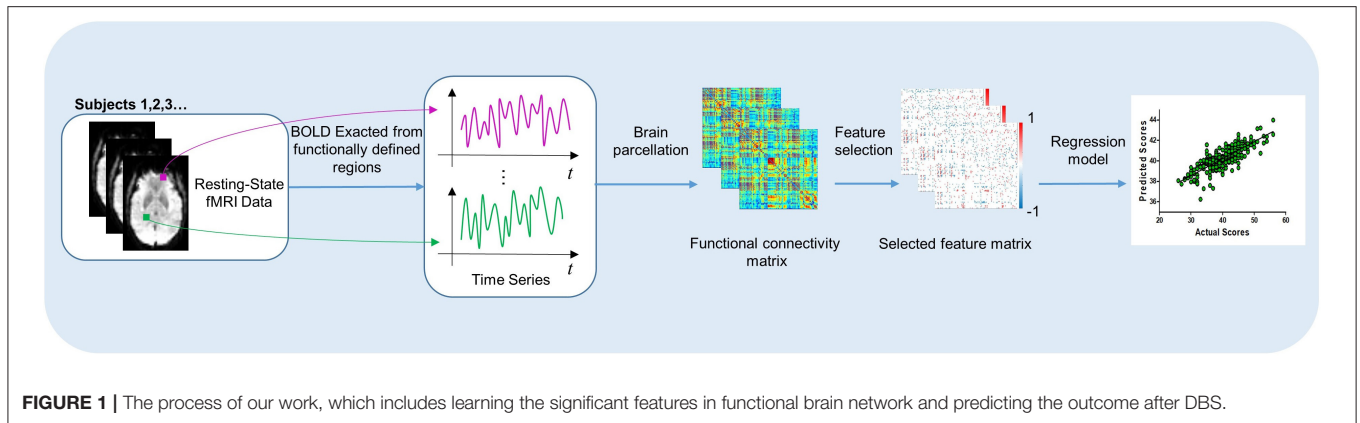 Subjects 1,2,3...
Resting-State
fMRI Data
BOLD Exacted from
functionally defined
regions
t
⋮
t
Time Series
Brain
parcellation
Functional connectivity
matrix
Feature
selection
1
-1
Selected feature matrix
Regression
model
Predicted Scores
44
42
40
38
36
20
30
40
50
60
Actual Scores
FIGURE 1 | The process of our work, which includes learning the significant features in functional brain network and predicting the outcome after DBS.